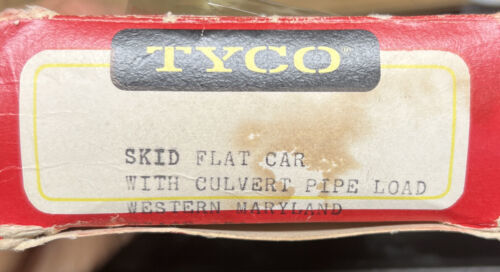 TYCO
SKID FLAT CAR
WITH CULVERT PIPE LOAD
WESTERN MARYLAND